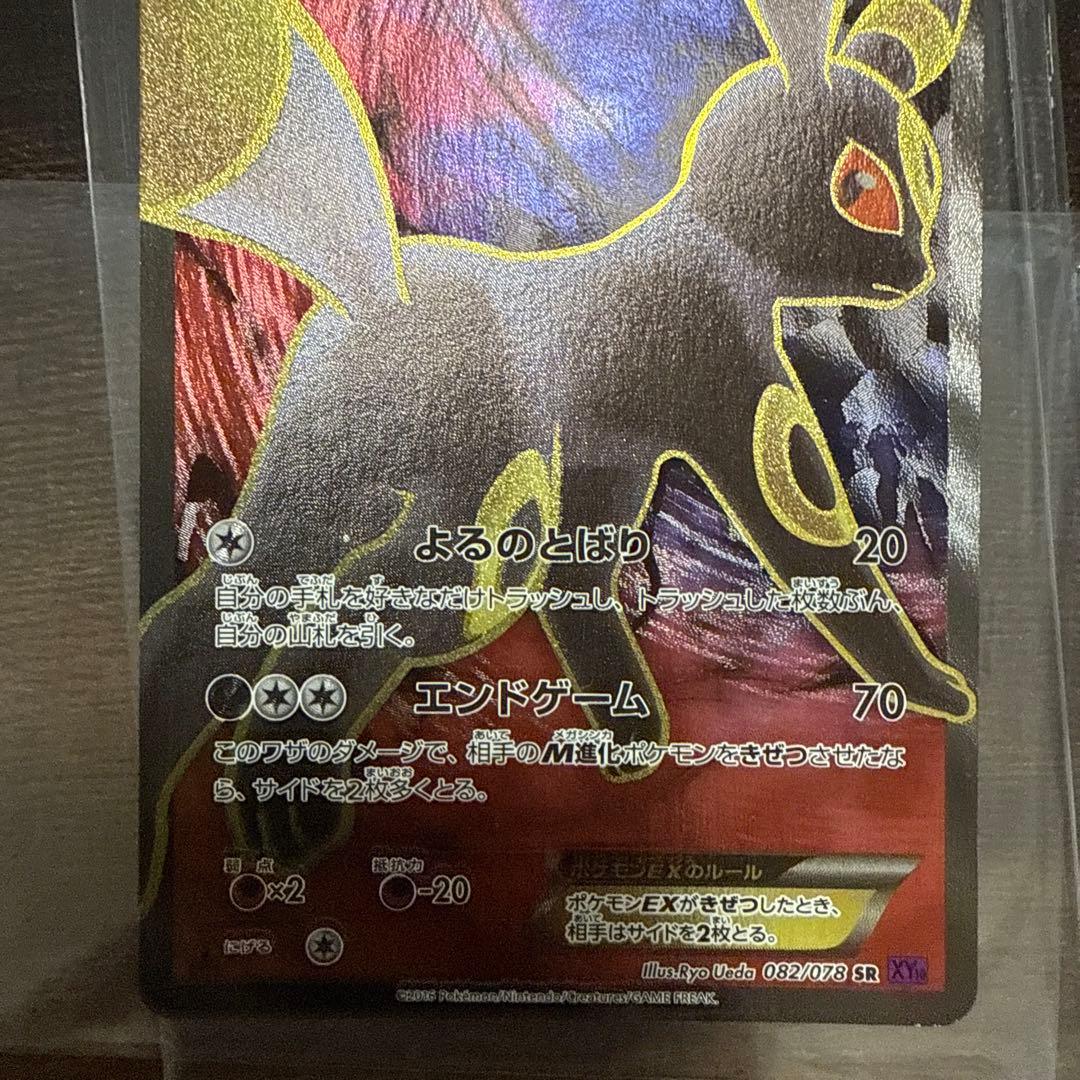 よるのとばり 20
自分の手札を好きなだけトラッシュし、トラッシュした枚数ぶん、
自分の山札を引く。
エンドゲーム 70
このワザのダメージで、相手のM進化ポケモンをきぜつさせたな
ら、サイドを2枚多くとる。
弱点 ×2 抵抗力 -20
にげる
ポケモンEXのルール
ポケモンEXがきぜつしたとき、
相手はサイドを2枚とる。
Illus.Ryo Ueda 082/078 SR XY10
©2016 Pokémon/Nintendo/Creatures/GAME FREAK.